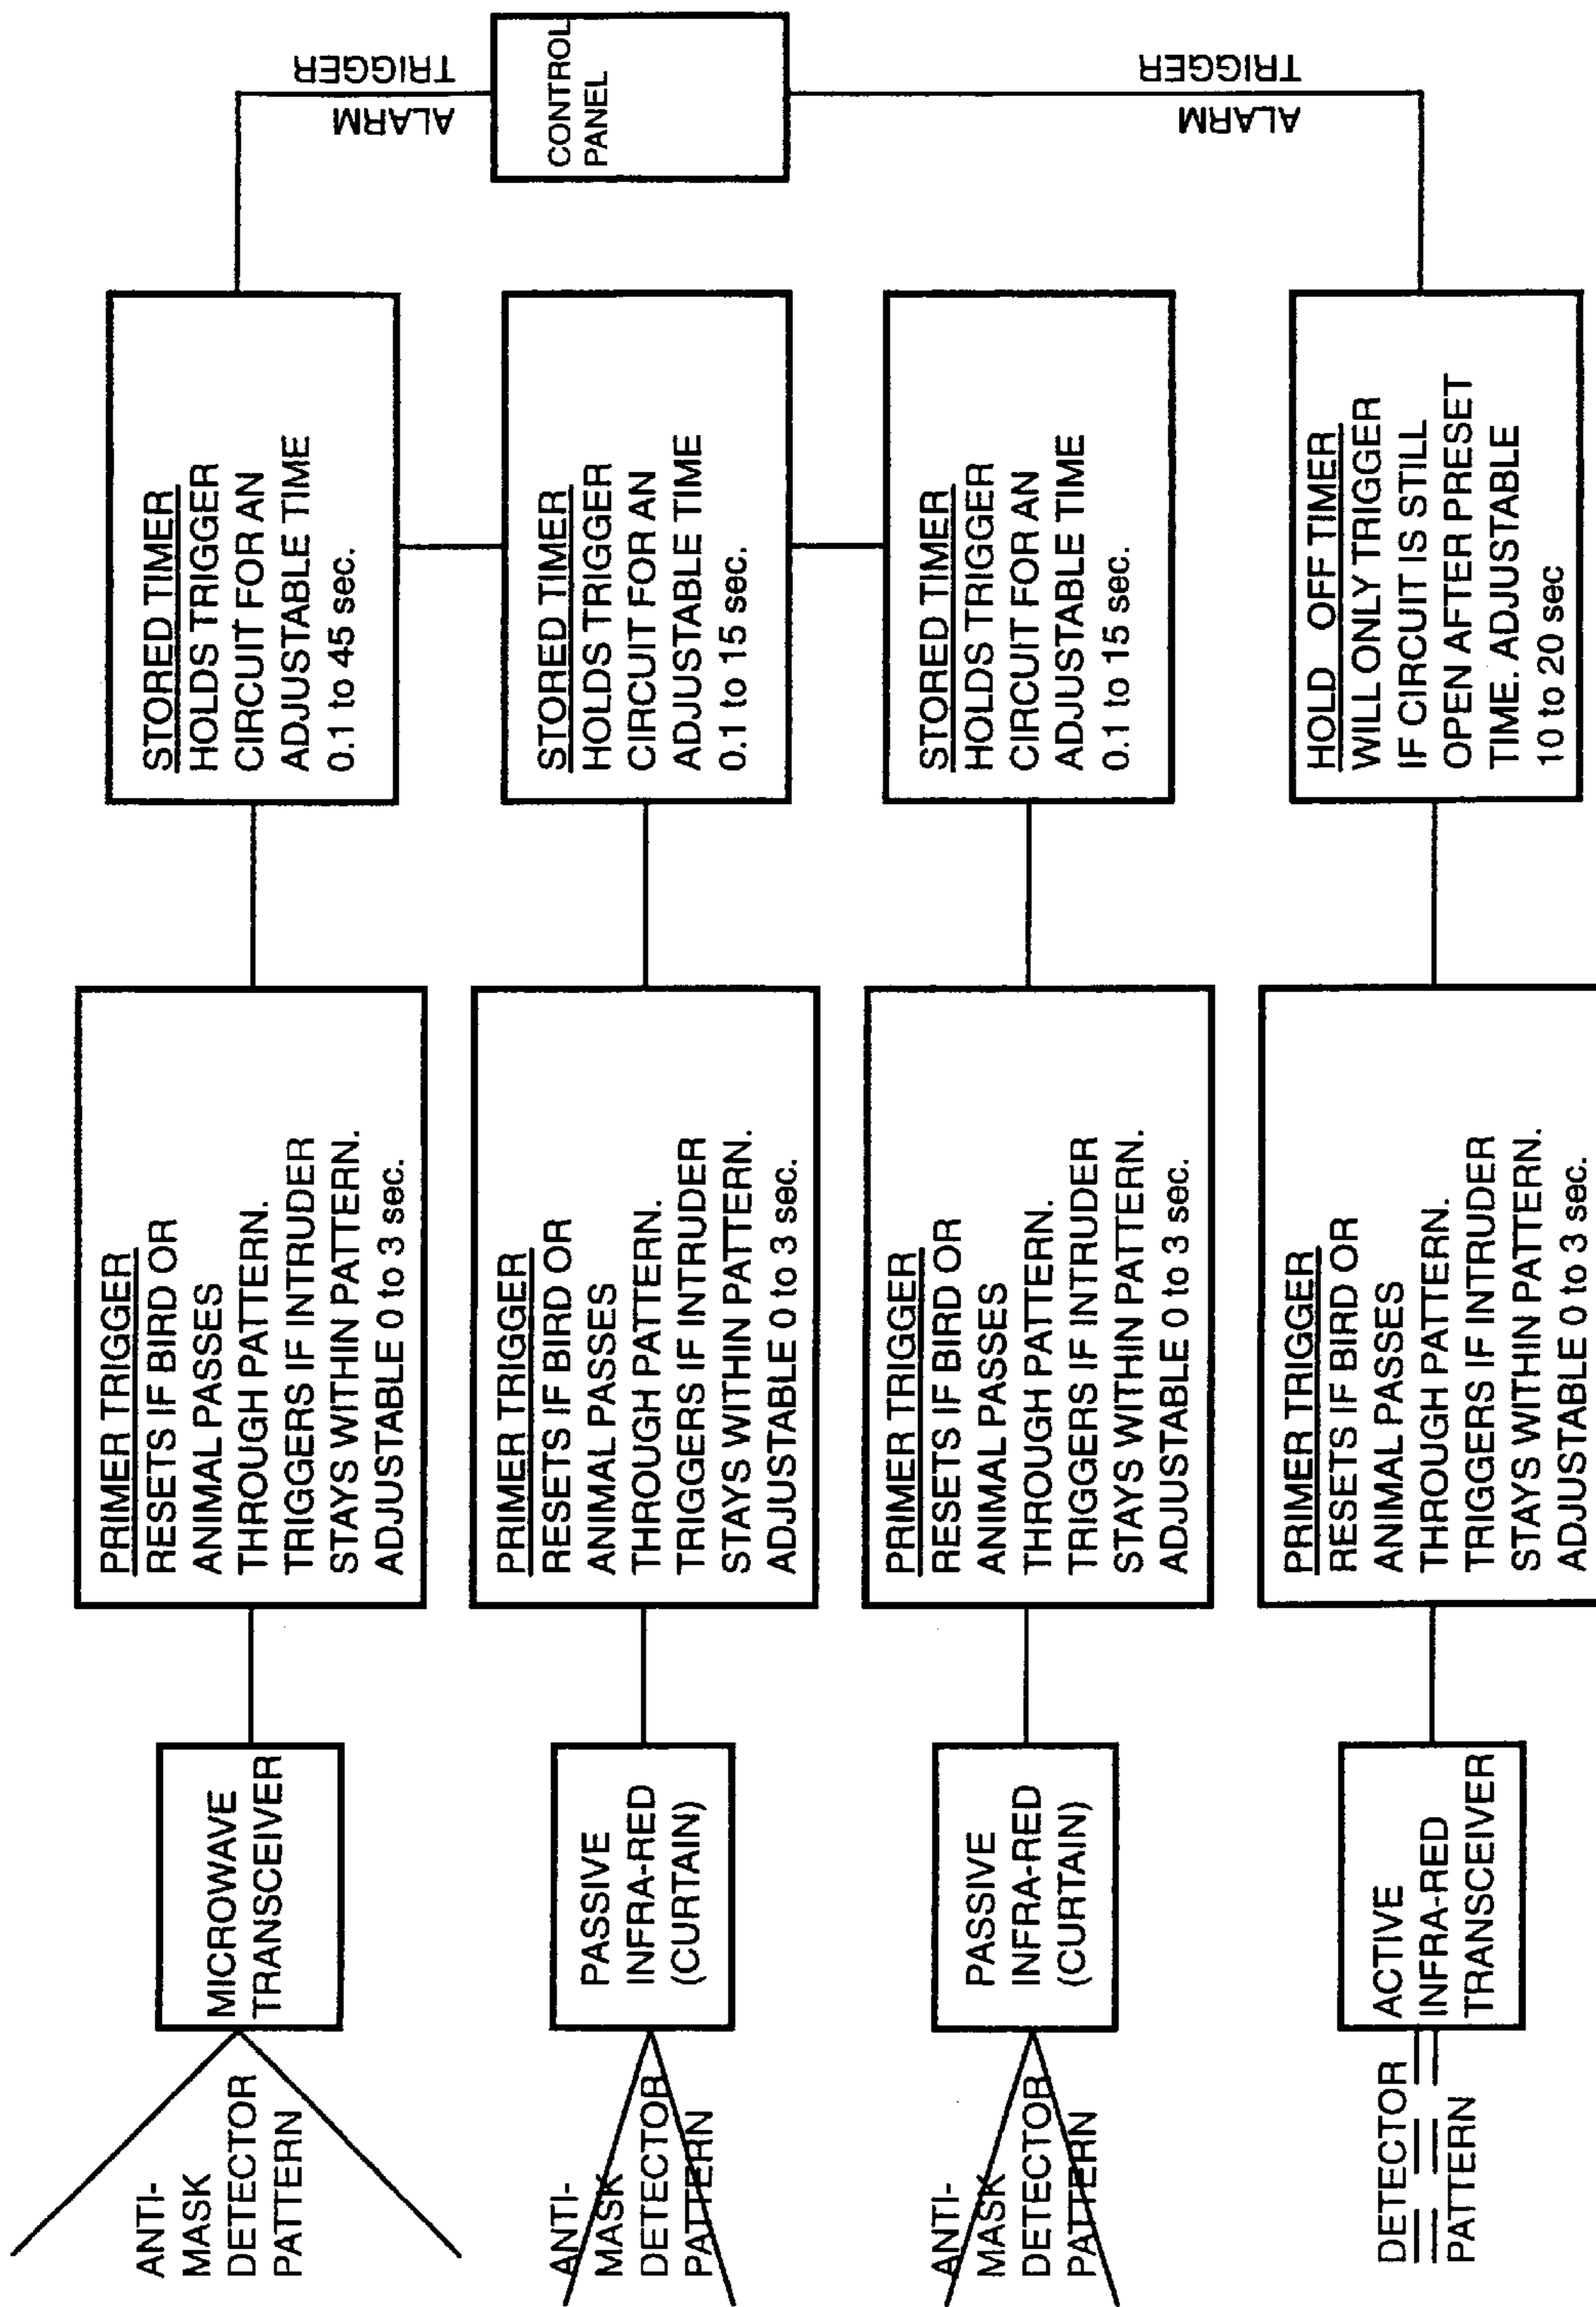 ANTI-
MASK
DETECTOR
PATTERN
MICROWAVE
TRANSCEIVER
PRIMER TRIGGER
RESETS IF BIRD OR
ANIMAL PASSES
THROUGH PATTERN.
TRIGGERS IF INTRUDER
STAYS WITHIN PATTERN.
ADJUSTABLE 0 to 3 sec.
STORED TIMER
HOLDS TRIGGER
CIRCUIT FOR AN
ADJUSTABLE TIME
0.1 to 45 sec.
ANTI-
MASK
DETECTOR
PATTERN
PASSIVE
INFRA-RED
(CURTAIN)
PRIMER TRIGGER
RESETS IF BIRD OR
ANIMAL PASSES
THROUGH PATTERN.
TRIGGERS IF INTRUDER
STAYS WITHIN PATTERN.
ADJUSTABLE 0 to 3 sec.
STORED TIMER
HOLDS TRIGGER
CIRCUIT FOR AN
ADJUSTABLE TIME
0.1 to 15 sec.
ANTI-
MASK
DETECTOR
PATTERN
PASSIVE
INFRA-RED
(CURTAIN)
PRIMER TRIGGER
RESETS IF BIRD OR
ANIMAL PASSES
THROUGH PATTERN.
TRIGGERS IF INTRUDER
STAYS WITHIN PATTERN.
ADJUSTABLE 0 to 3 sec.
STORED TIMER
HOLDS TRIGGER
CIRCUIT FOR AN
ADJUSTABLE TIME
0.1 to 15 sec.
DETECTOR
PATTERN
ACTIVE
INFRA-RED
TRANSCEIVER
PRIMER TRIGGER
RESETS IF BIRD OR
ANIMAL PASSES
THROUGH PATTERN.
TRIGGERS IF INTRUDER
STAYS WITHIN PATTERN.
ADJUSTABLE 0 to 3 sec.
HOLD OFF TIMER
WILL ONLY TRIGGER
IF CIRCUIT IS STILL
OPEN AFTER PRESET
TIME. ADJUSTABLE
10 to 20 sec
ALARM
TRIGGER
CONTROL
PANEL
ALARM
TRIGGER